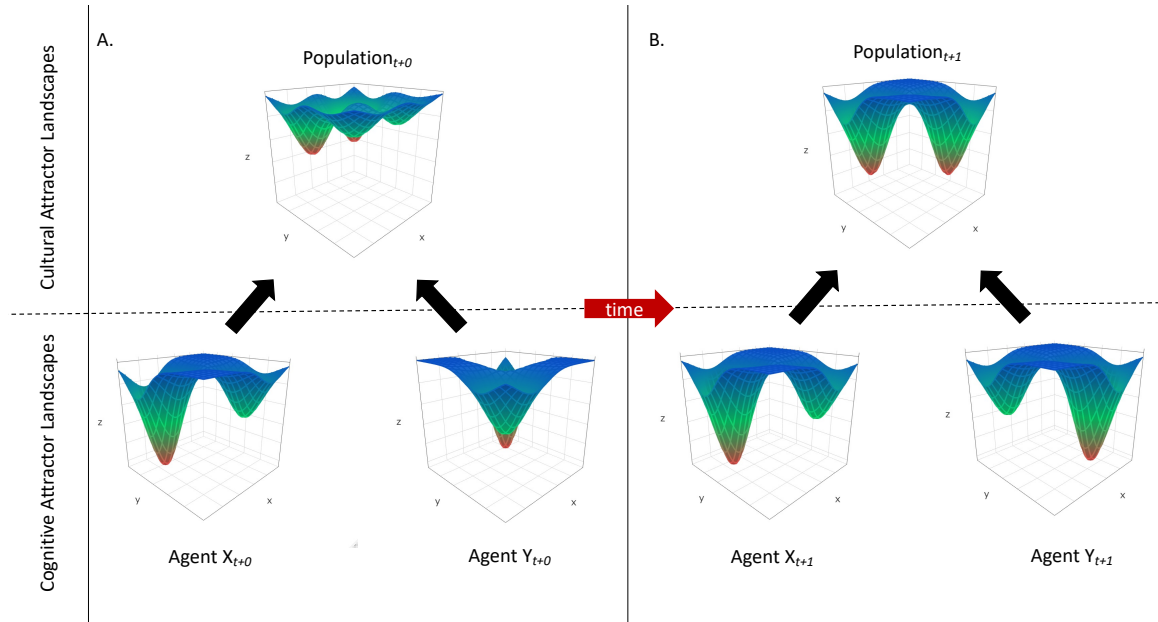 Cultural Attractor Landscapes
Cognitive Attractor Landscapes
A.
Population t+0
z
y
x
z
y
x
Agent X t+0
z
y
x
Agent Y t+0
time
B.
Population t+1
z
y
x
z
y
x
Agent X t+1
z
y
x
Agent Y t+1